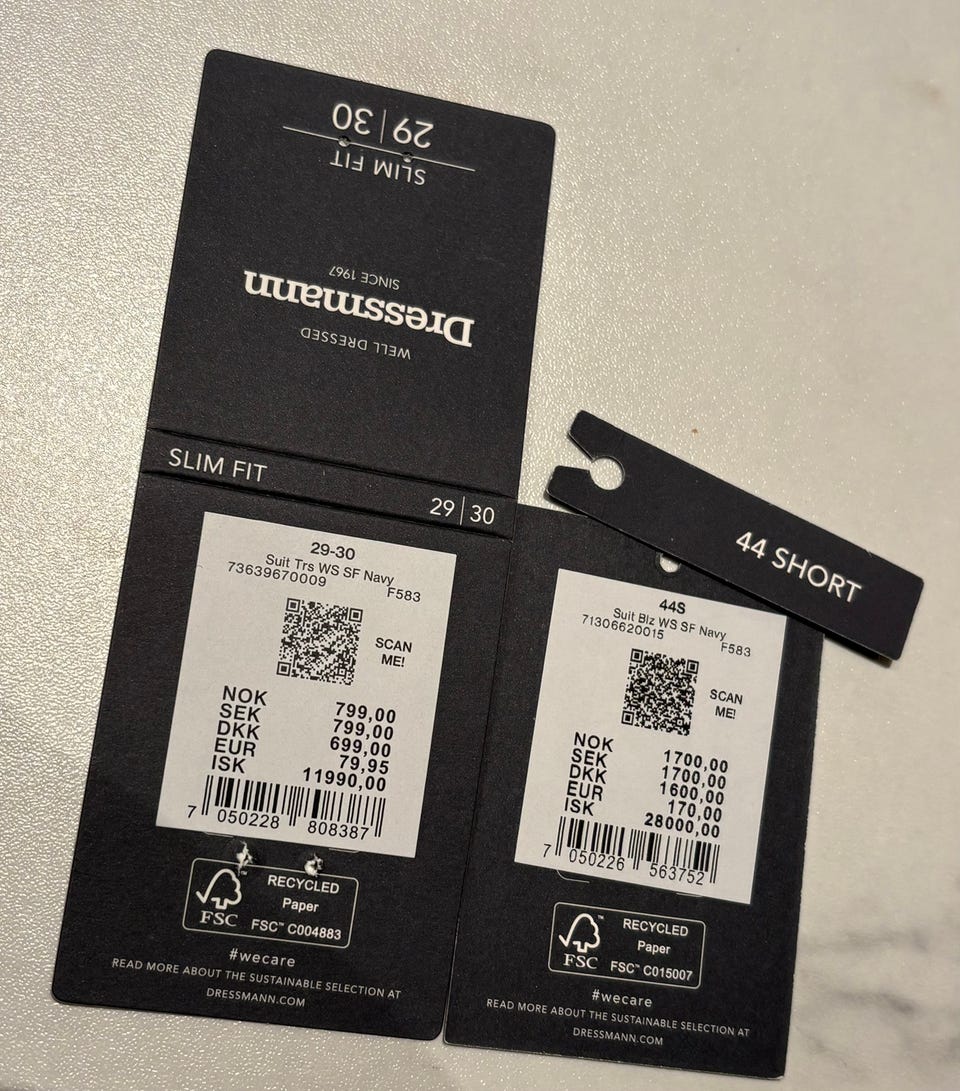 29 | 30
SLIM FIT
Dressmann
SINCE 1967
WELL DRESSED
SLIM FIT
29 | 30
29-30
Suit Trs WS SF Navy
73639670009
F583
SCAN
ME!
NOK 799,00
SEK 799,00
DKK 699,00
EUR 79,95
ISK 11990,00
7 050228 808387
FSC
RECYCLED
Paper
FSC™ C004883
#wecare
READ MORE ABOUT THE SUSTAINABLE SELECTION AT
DRESSMANN.COM
44 SHORT
44S
Suit Blz WS SF Navy
71306620015
F583
SCAN
ME!
NOK 1700,00
SEK 1700,00
DKK 1600,00
EUR 170,00
ISK 28000,00
7 050226 563752
™
FSC
RECYCLED
Paper
FSC™ C015007
#wecare
READ MORE ABOUT THE SUSTAINABLE SELECTION AT
DRESSMANN.COM